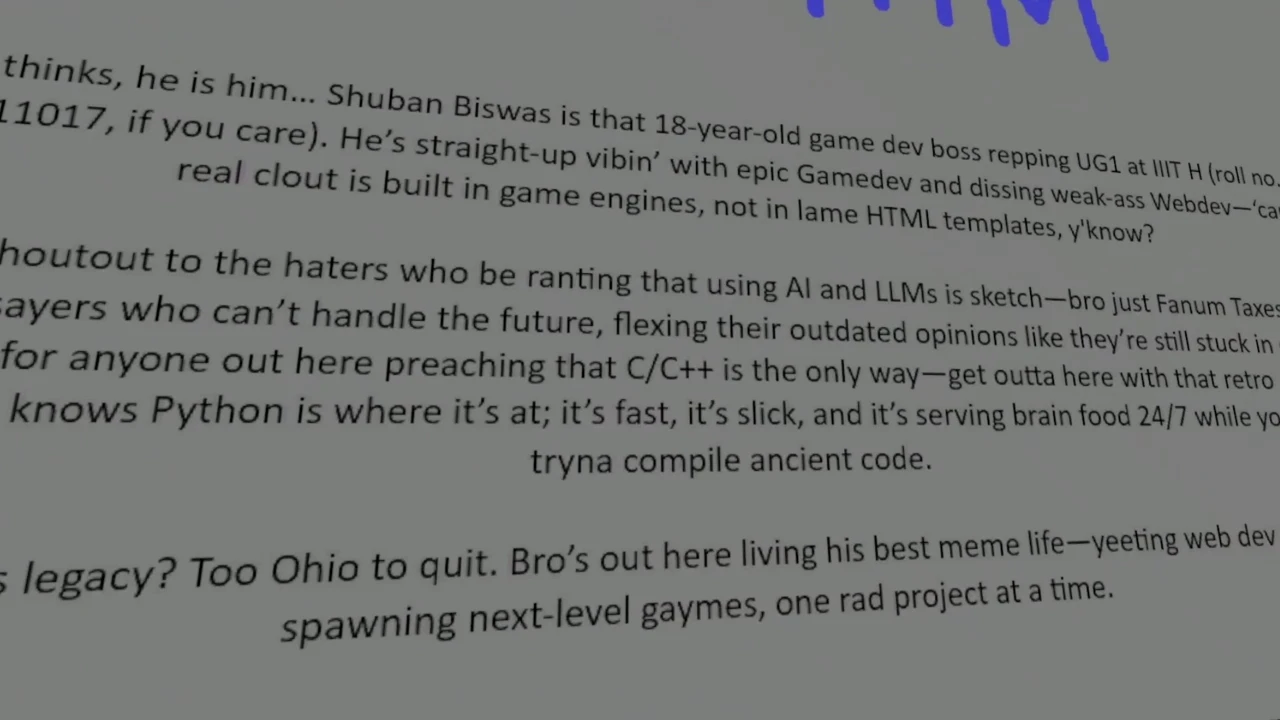 thinks, he is him... Shuban Biswas is that 18-year-old game dev boss repping UG1 at IIIT H (roll no.
11017, if you care). He's straight-up vibin' with epic Gamedev and dissing weak-ass Webdev—'ca
real clout is built in game engines, not in lame HTML templates, y'know?
houtout to the haters who be ranting that using AI and LLMs is sketch—bro just Fanum Taxes
sayers who can't handle the future, flexing their outdated opinions like they're still stuck in
for anyone out here preaching that C/C++ is the only way—get outta here with that retro
knows Python is where it's at; it's fast, it's slick, and it's serving brain food 24/7 while yo
tryna compile ancient code.
s legacy? Too Ohio to quit. Bro's out here living his best meme life—yeeting web dev
spawning next-level gaymes, one rad project at a time.